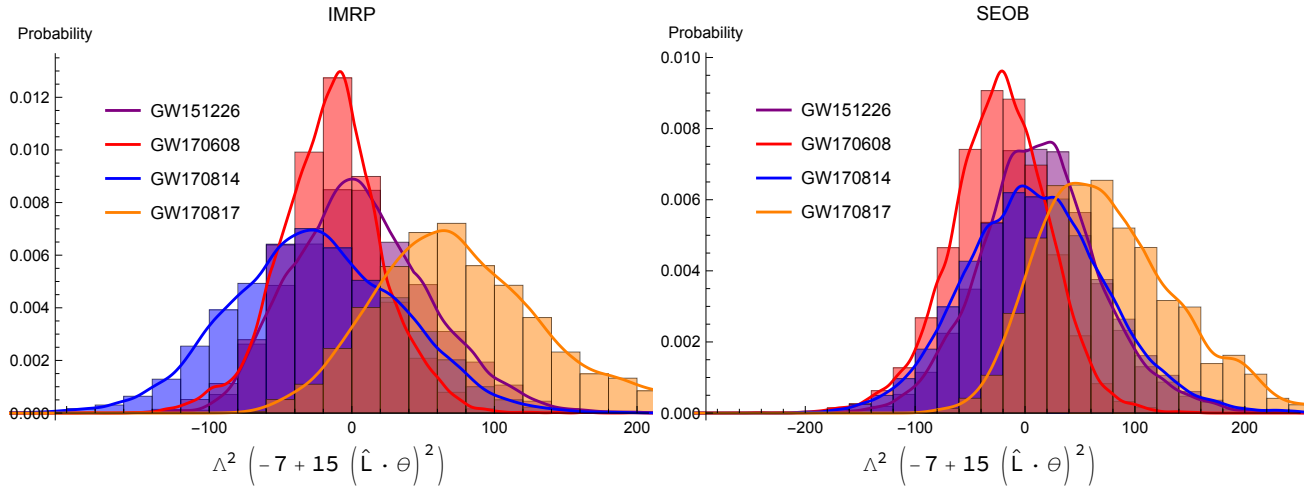 IMRP
Probability
0.012
0.010
0.008
0.006
0.004
0.002
0.000
GW151226
GW170608
GW170814
GW170817
-100 0 100 200
Λ² (-7 + 15 (L̂ · θ)²)
SEOB
Probability
0.010
0.008
0.006
0.004
0.002
0.000
GW151226
GW170608
GW170814
GW170817
-200 -100 0 100 200
Λ² (-7 + 15 (L̂ · θ)²)